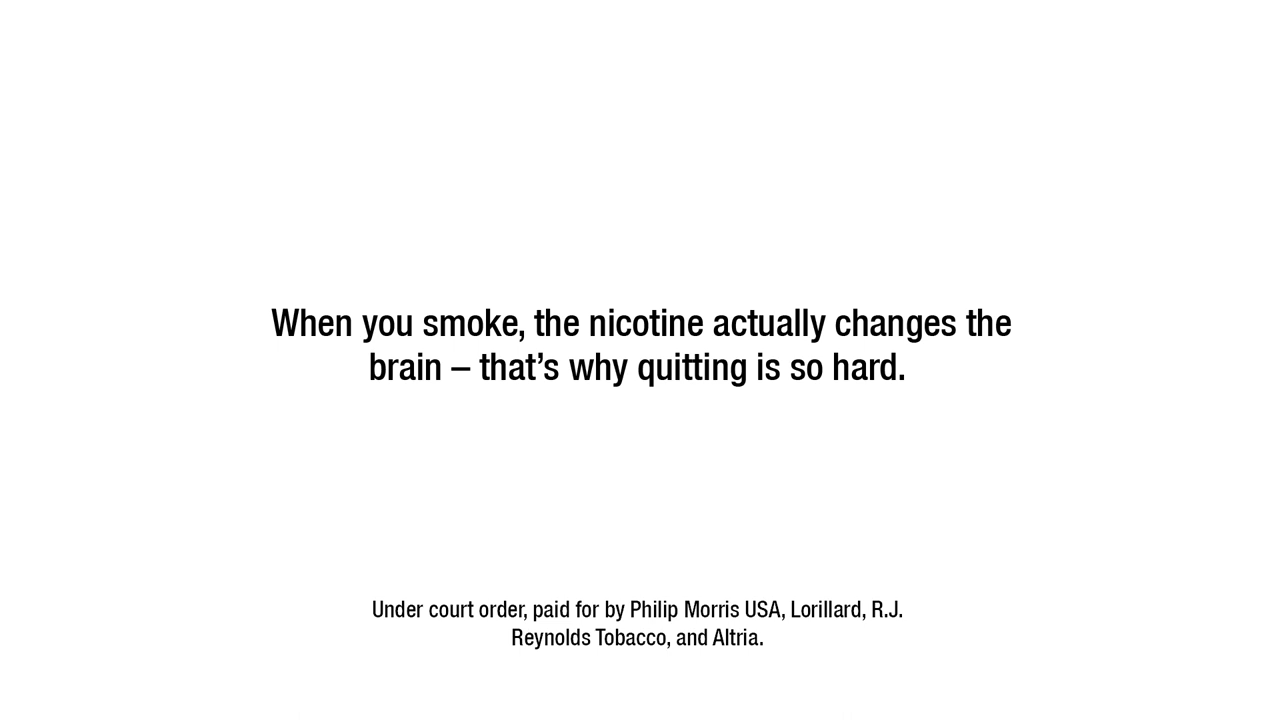 When you smoke, the nicotine actually changes the
brain – that’s why quitting is so hard.
Under court order, paid for by Philip Morris USA, Lorillard, R.J.
Reynolds Tobacco, and Altria.